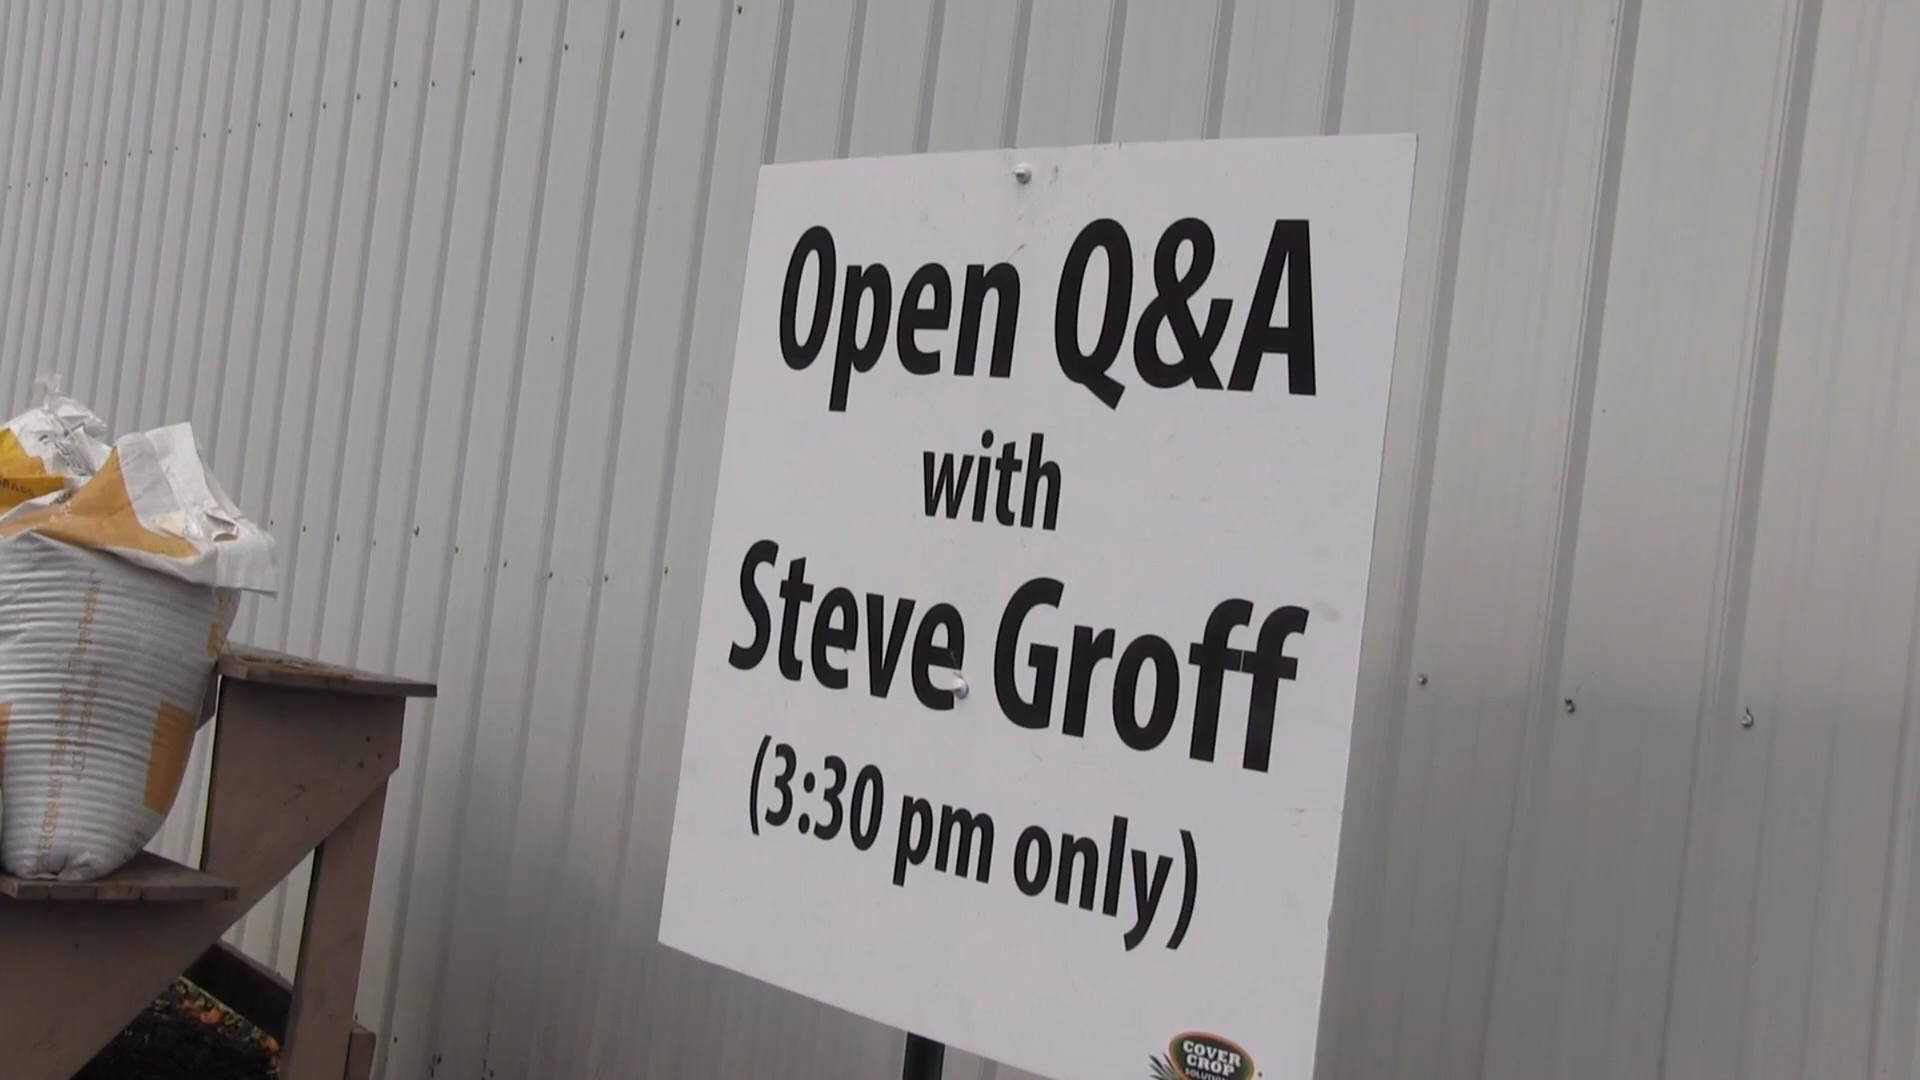 Open Q&A
with
Steve Groff
(3:30 pm only)
COVER
CROP